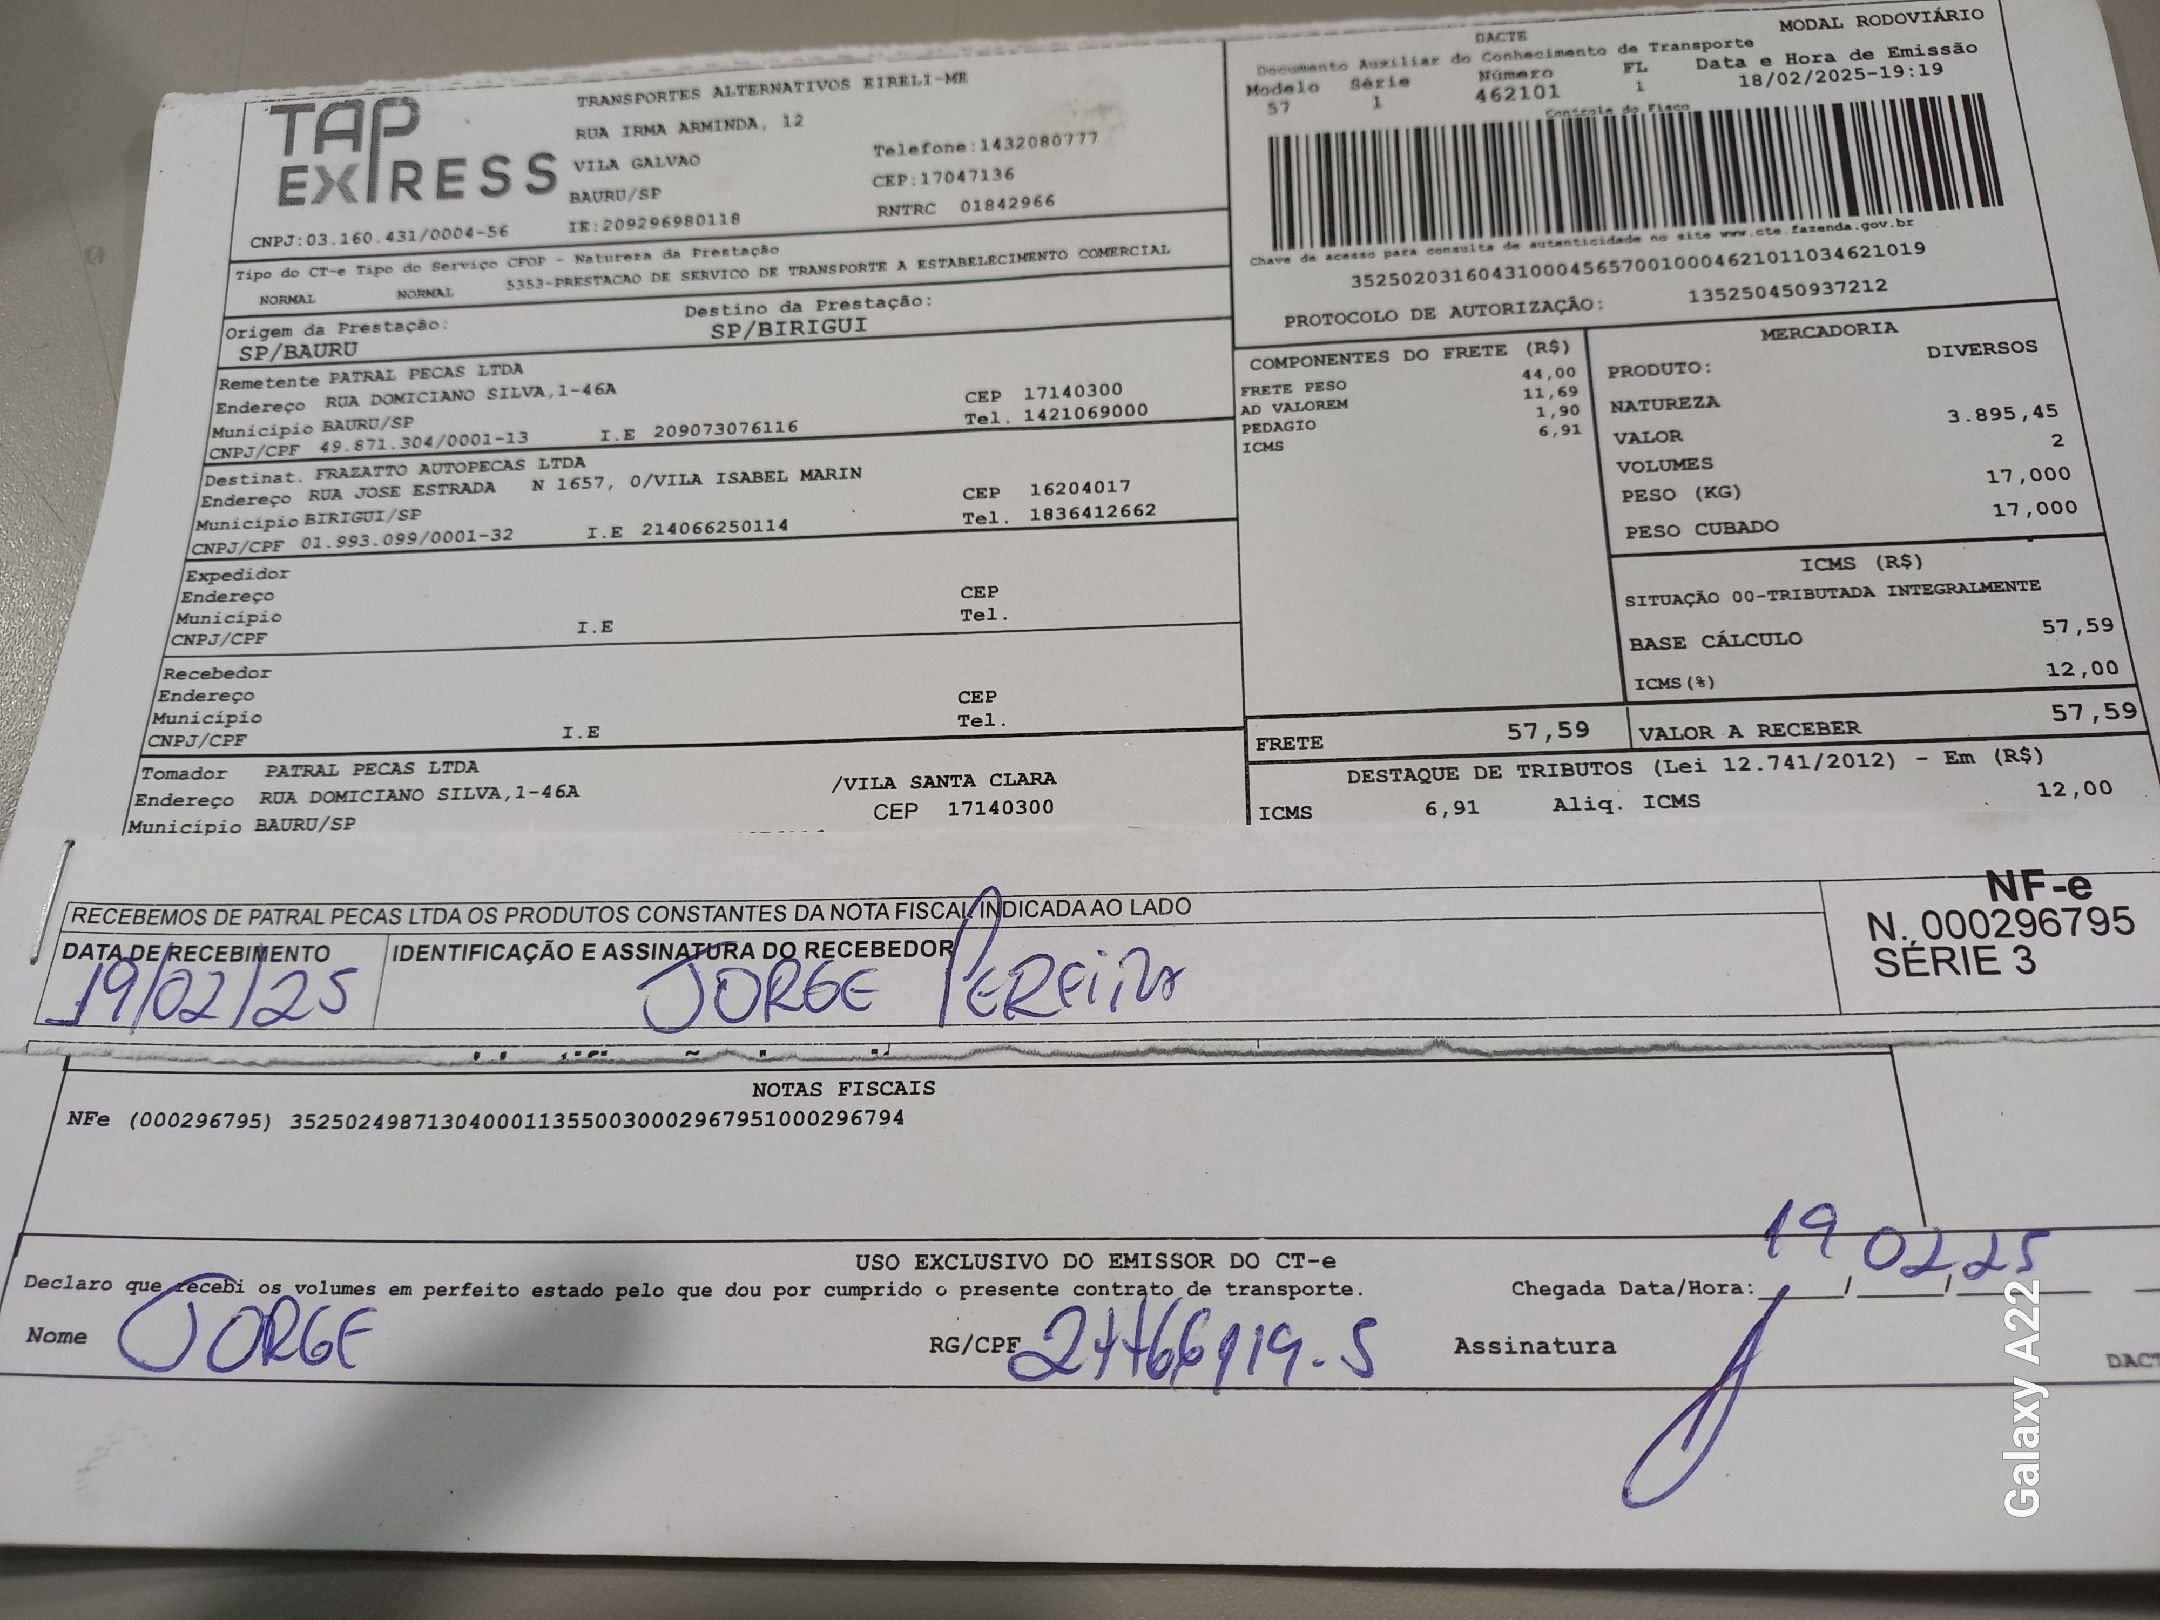 TAP
EXPRESS
TRANSPORTES ALTERNATIVOS EIRELI-ME
RUA IRMA ARMINDA, 12
VILA GALVAO
BAURU/SP
IE:209296980118
Telefone:1432080777
CEP:17047136
RNTRC 01842966
CNPJ:03.160.431/0004-56
Tipo do CT-e Tipo do Serviço CFOP - Natureza da Prestação
NORMAL NORMAL 5353-PRESTACAO DE SERVICO DE TRANSPORTE A ESTABELECIMENTO COMERCIAL
Origem da Prestação: Destino da Prestação:
SP/BAURU SP/BIRIGUI
Remetente PATRAL PECAS LTDA
Endereço RUA DOMICIANO SILVA,1-46A CEP 17140300
Município BAURU/SP Tel. 1421069000
CNPJ/CPF 49.871.304/0001-13 I.E 209073076116
Destinat. FRAZATTO AUTOPECAS LTDA
Endereço RUA JOSE ESTRADA N 1657, 0/VILA ISABEL MARIN CEP 16204017
Município BIRIGUI/SP Tel. 1836412662
CNPJ/CPF 01.993.099/0001-32 I.E 214066250114
Expedidor
Endereço CEP
Município Tel.
CNPJ/CPF I.E
Recebedor
Endereço CEP
Município Tel.
CNPJ/CPF I.E
Tomador PATRAL PECAS LTDA /VILA SANTA CLARA
Endereço RUA DOMICIANO SILVA,1-46A CEP 17140300
Município BAURU/SP
DACTE MODAL RODOVIÁRIO
Documento Auxiliar do Conhecimento de Transporte
Modelo Série Número FL Data e Hora de Emissão
57 1 462101 1 18/02/2025-19:19
Controle do Fisco
Chave de acesso para consulta de autenticidade no site www.cte.fazenda.gov.br
35250203160431000456570010004621011034621019
PROTOCOLO DE AUTORIZAÇÃO: 135250450937212
COMPONENTES DO FRETE (R$)
FRETE PESO 44,00
AD VALOREM 11,69
PEDAGIO 1,90
ICMS 6,91
MERCADORIA
PRODUTO: DIVERSOS
NATUREZA
VALOR 3.895,45
VOLUMES 2
PESO (KG) 17,000
PESO CUBADO 17,000
ICMS (R$)
SITUAÇÃO 00-TRIBUTADA INTEGRALMENTE
BASE CÁLCULO 57,59
ICMS(%) 12,00
FRETE 57,59 VALOR A RECEBER 57,59
DESTAQUE DE TRIBUTOS (Lei 12.741/2012) - Em (R$)
ICMS 6,91 Aliq. ICMS 12,00
RECEBEMOS DE PATRAL PECAS LTDA OS PRODUTOS CONSTANTES DA NOTA FISCAL INDICADA AO LADO
DATA DE RECEBIMENTO IDENTIFICAÇÃO E ASSINATURA DO RECEBEDOR
19/02/25 JORGE PEREIRA
NF-e
N. 000296795
SÉRIE 3
NOTAS FISCAIS
NFe (000296795) 35250249871304000113550030002967951000296794
USO EXCLUSIVO DO EMISSOR DO CT-e
Declaro que recebi os volumes em perfeito estado pelo que dou por cumprido o presente contrato de transporte. Chegada Data/Hora: 19/02/25
Nome JORGE RG/CPF Assinatura
DACT
Galaxy A22